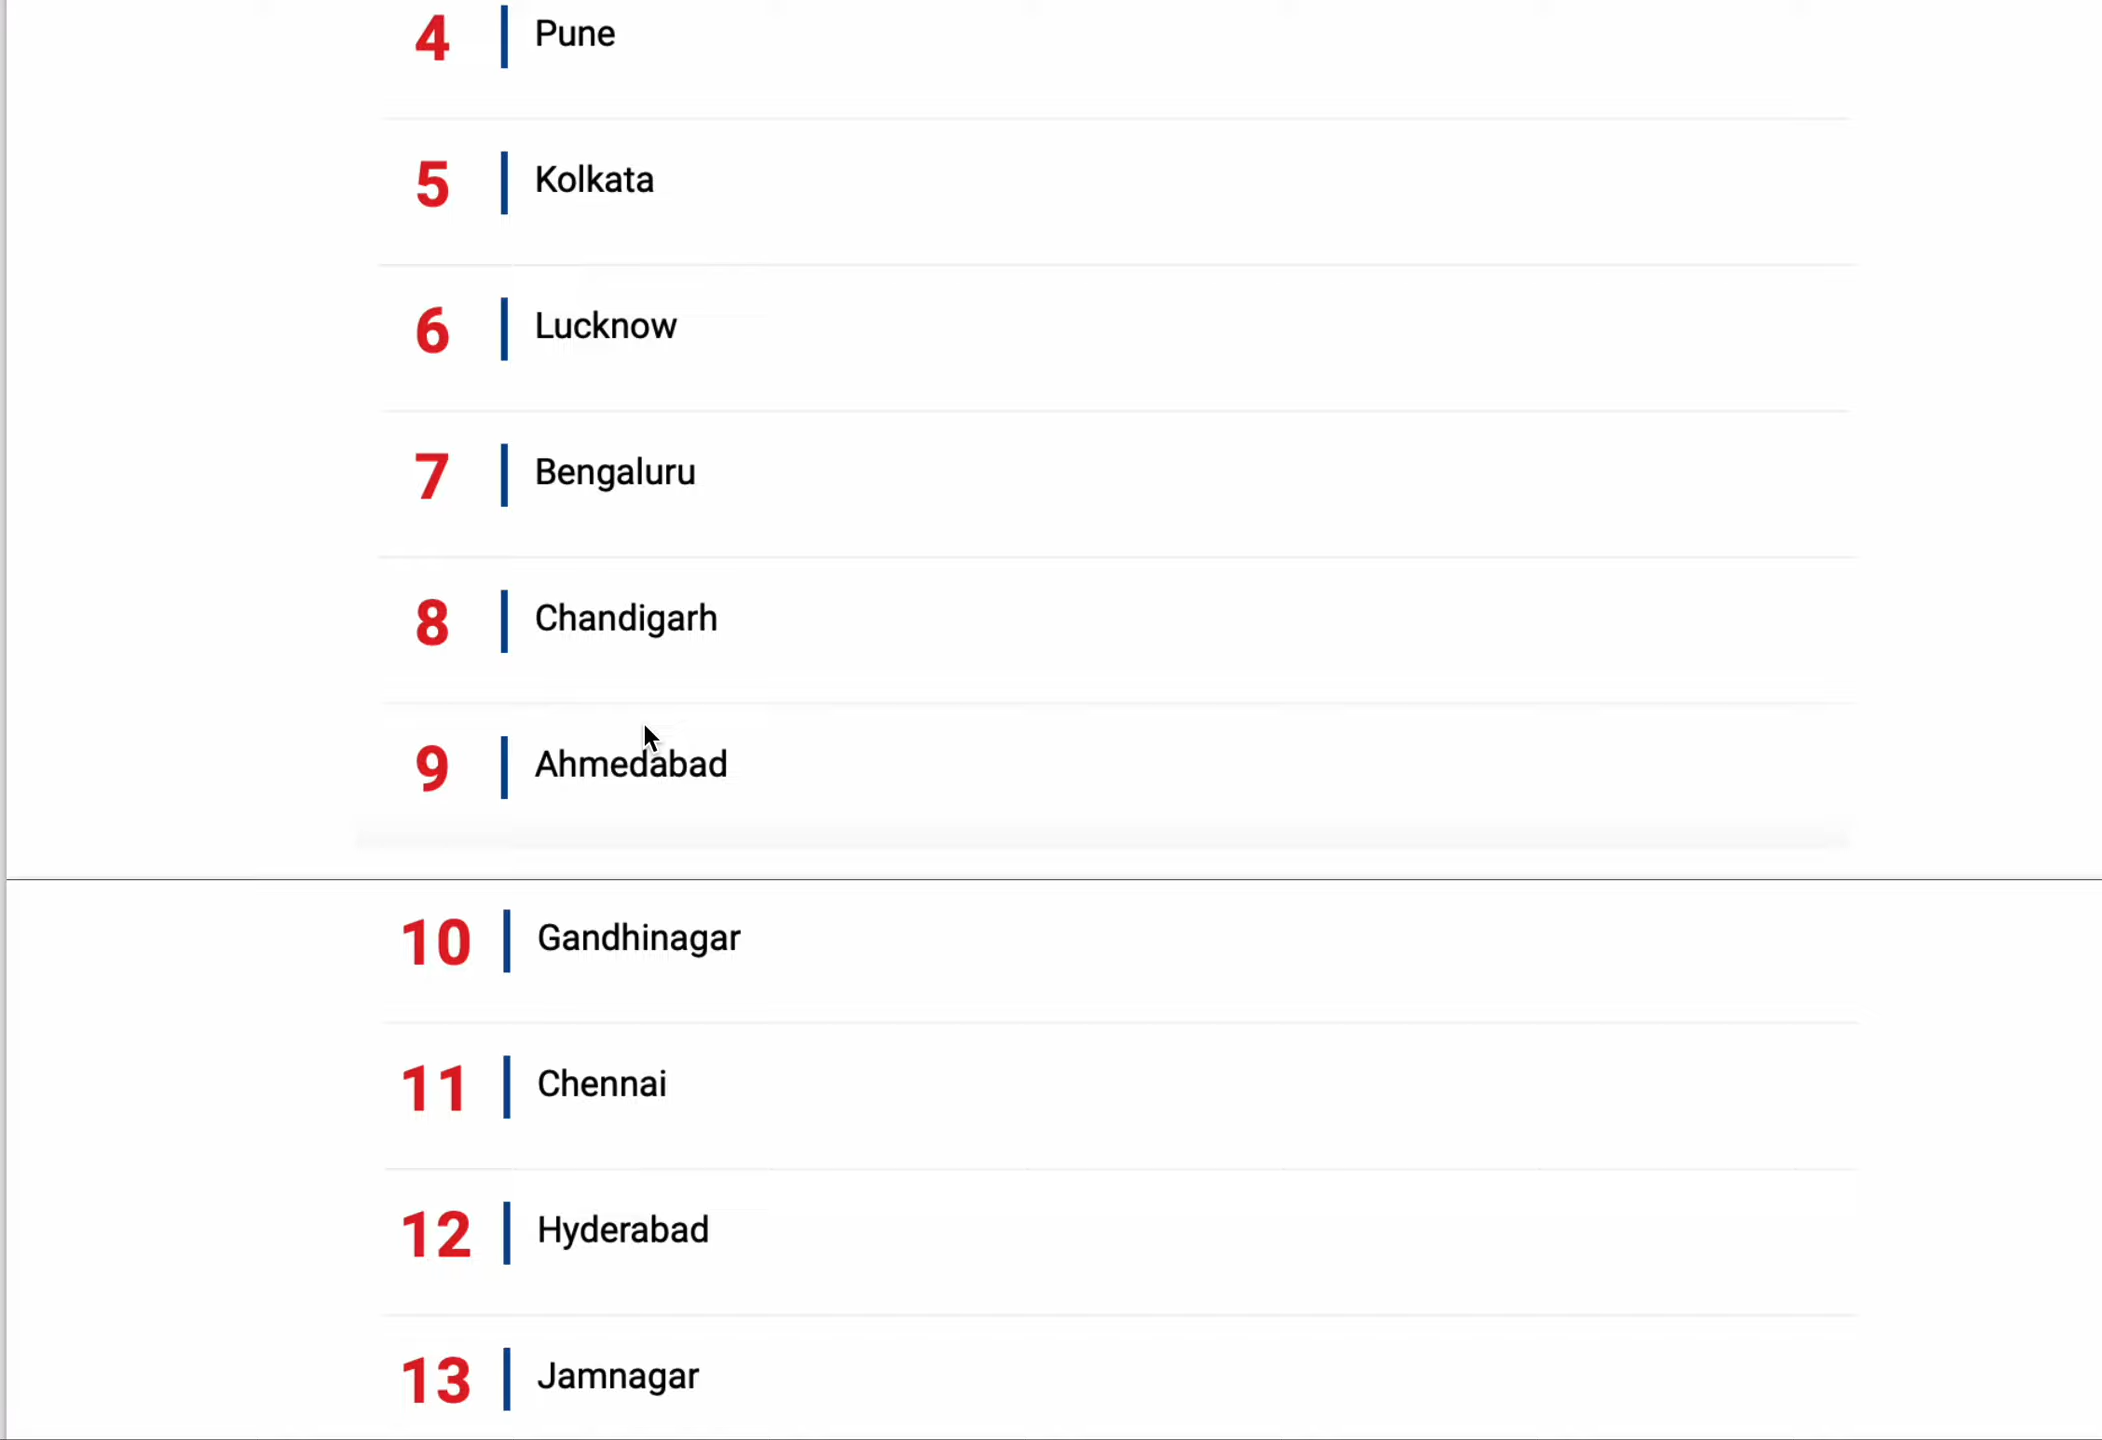 4 Pune
5 Kolkata
6 Lucknow
7 Bengaluru
8 Chandigarh
9 Ahmedabad
10 Gandhinagar
11 Chennai
12 Hyderabad
13 Jamnagar